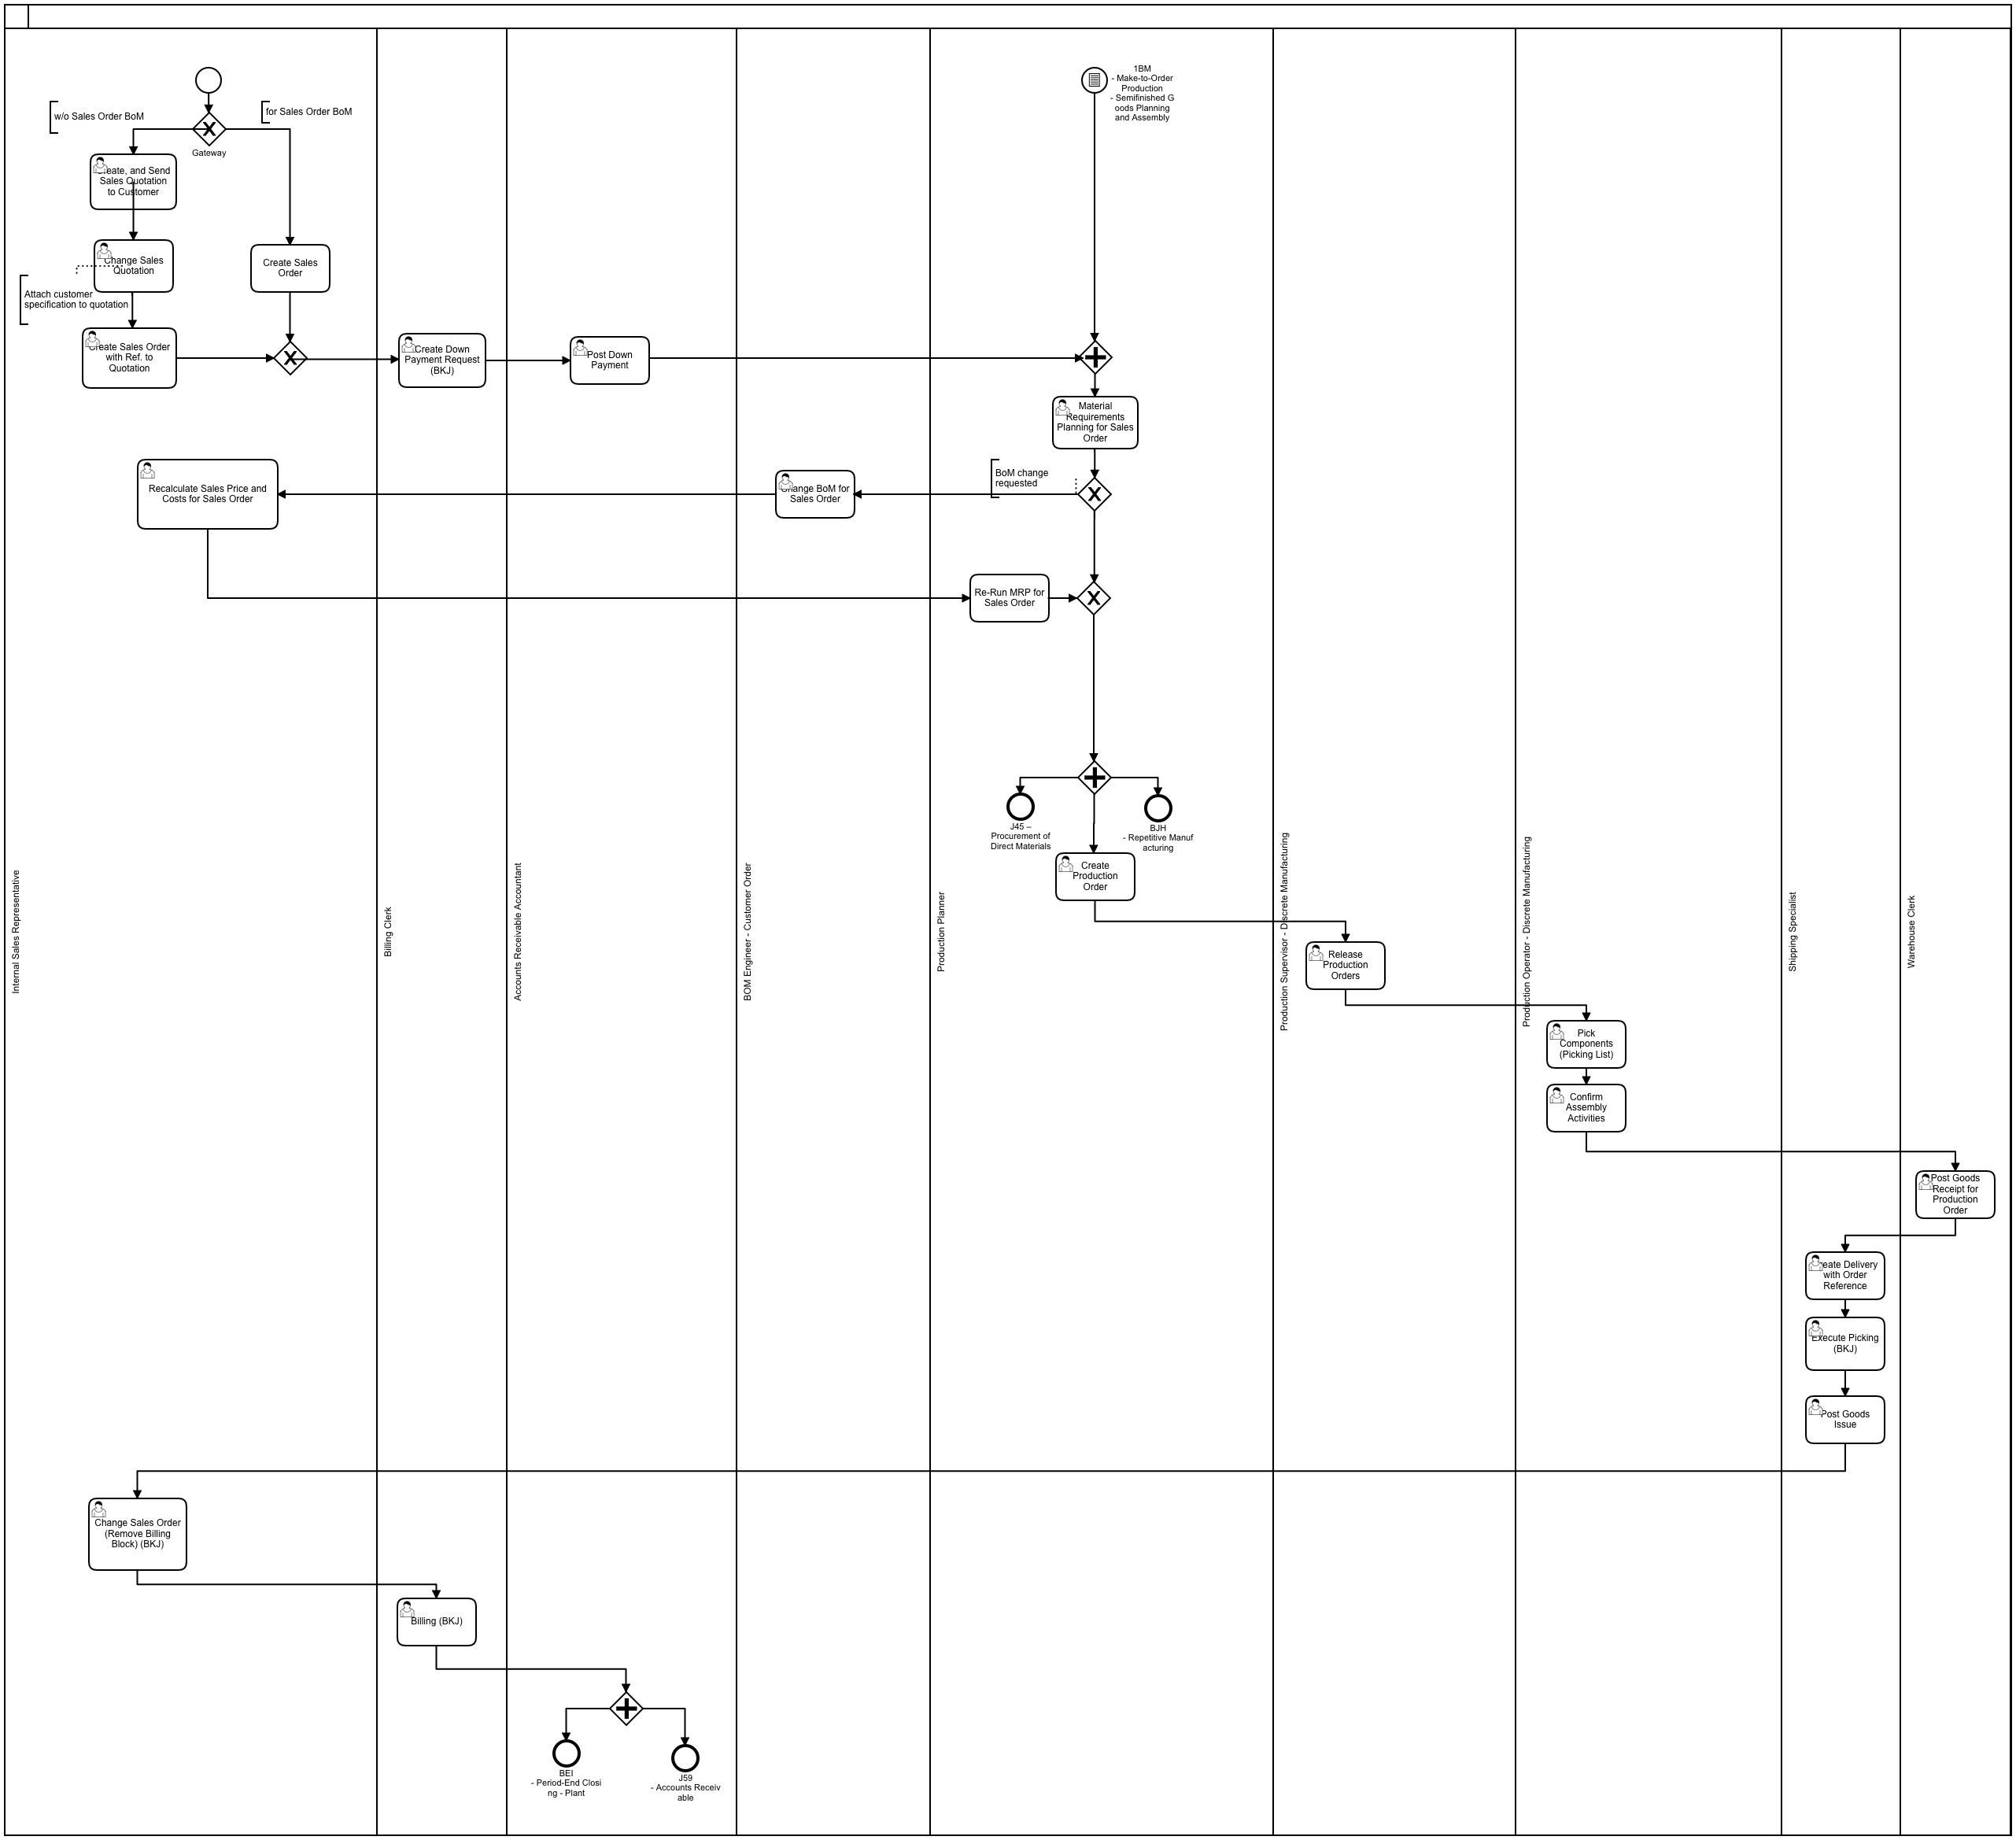 1BM
- Make-to-Order
Production
- Semifinished G
oods Planning
and Assembly
w/o Sales Order BoM
for Sales Order BoM
Gateway
Create, and Send
Sales Quotation
to Customer
Change Sales
Quotation
Create Sales
Order
Attach customer
specification to quotation
Create Sales Order
with Ref. to
Quotation
Create Down
Payment Request
(BKJ)
Post Down
Payment
Material
Requirements
Planning for Sales
Order
BoM change
requested
Recalculate Sales Price and
Costs for Sales Order
Change BoM for
Sales Order
Re-Run MRP for
Sales Order
J45 –
Procurement of
Direct Materials
BJH
- Repetitive Manuf
acturing
Create
Production
Order
Internal Sales Representative
Billing Clerk
Accounts Receivable Accountant
BOM Engineer - Customer Order
Production Planner
Production Supervisor - Discrete Manufacturing
Production Operator - Discrete Manufacturing
Shipping Specialist
Warehouse Clerk
Release
Production
Orders
Pick
Components
(Picking List)
Confirm
Assembly
Activities
Post Goods
Receipt for
Production
Order
Create Delivery
with Order
Reference
Execute Picking
(BKJ)
Post Goods
Issue
Change Sales Order
(Remove Billing
Block) (BKJ)
Billing (BKJ)
BEI
- Period-End Closi
ng - Plant
J59
- Accounts Receiv
able